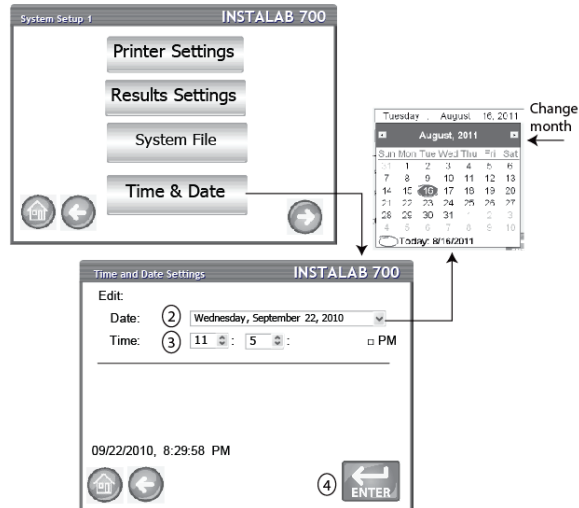 System Setup 1 INSTALAB 700
Printer Settings
Results Settings
System File
Time & Date
Change
month
Tuesday , August 16, 2011
August, 2011
Sun Mon Tue Wed Thu Fri Sat
31 1 2 3 4 5 6
7 8 9 10 11 12 13
14 15 16 17 18 19 20
21 22 23 24 25 26 27
28 29 30 31 1 2 3
4 5 6 7 8 9 10
Today: 8/16/2011
Time and Date Settings INSTALAB 700
Edit:
Date: 2 Wednesday, September 22, 2010
Time: 3 11 : 5 : PM
09/22/2010, 8:29:58 PM
4 ENTER